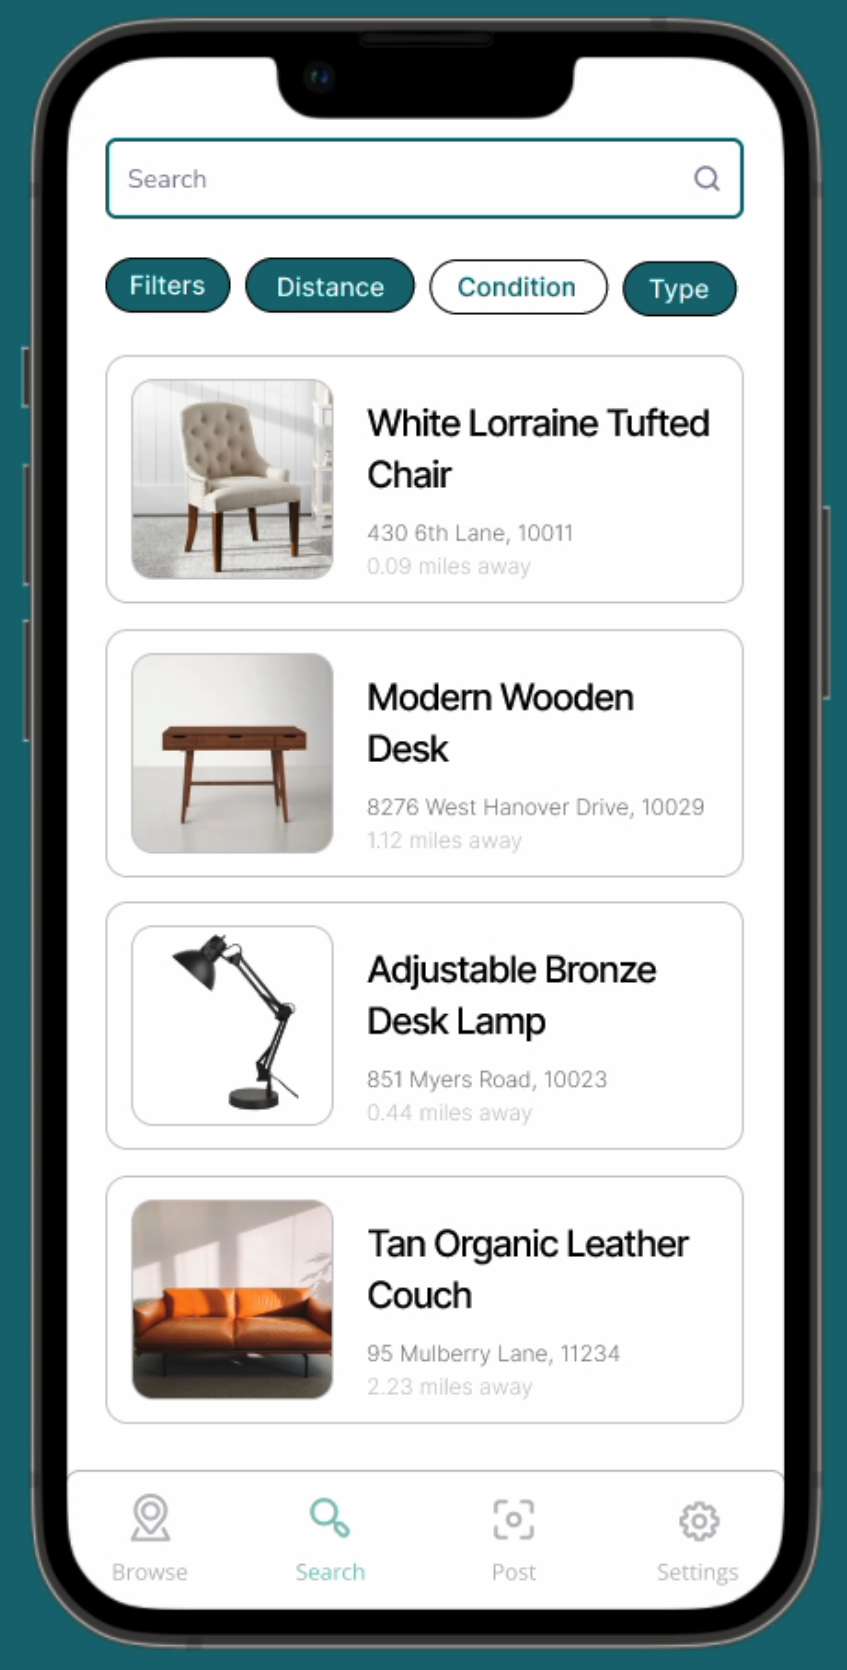 Search
Filters Distance Condition Type
White Lorraine Tufted
Chair
430 6th Lane, 10011
0.09 miles away
Modern Wooden
Desk
8276 West Hanover Drive, 10029
1.12 miles away
Adjustable Bronze
Desk Lamp
851 Myers Road, 10023
0.44 miles away
Tan Organic Leather
Couch
95 Mulberry Lane, 11234
2.23 miles away
Browse Search Post Settings